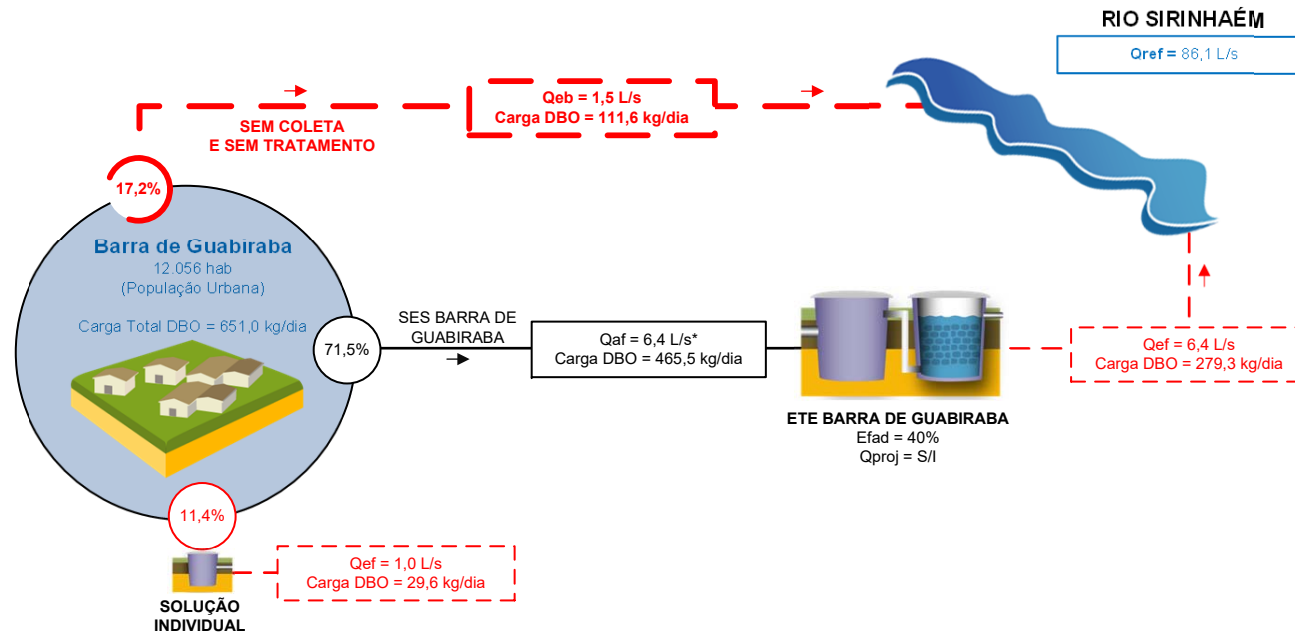 RIO SIRINHAÉM
Qref = 86,1 L/s
Qeb = 1,5 L/s
Carga DBO = 111,6 kg/dia
SEM COLETA
E SEM TRATAMENTO
17,2%
Barra de Guabiraba
12.056 hab
(População Urbana)
Carga Total DBO = 651,0 kg/dia
71,5%
SES BARRA DE
GUABIRABA
Qaf = 6,4 L/s*
Carga DBO = 465,5 kg/dia
ETE BARRA DE GUABIRABA
Efad = 40%
Qproj = S/I
Qef = 6,4 L/s
Carga DBO = 279,3 kg/dia
11,4%
Qef = 1,0 L/s
Carga DBO = 29,6 kg/dia
SOLUÇÃO
INDIVIDUAL